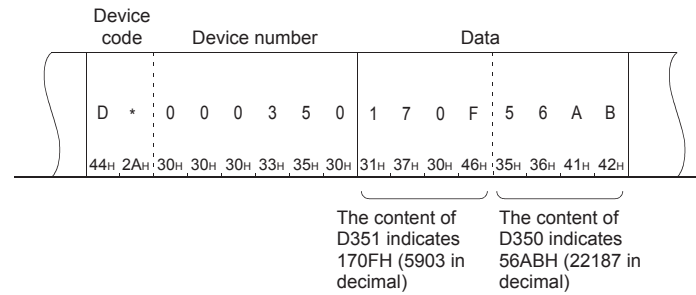 Device code Device number Data
D * 0 0 0 3 5 0 1 7 0 F 5 6 A B
44H 2AH 30H 30H 30H 33H 35H 30H 31H 37H 30H 46H 35H 36H 41H 42H
The content of
D351 indicates
170FH (5903 in
decimal)
The content of
D350 indicates
56ABH (22187 in
decimal)